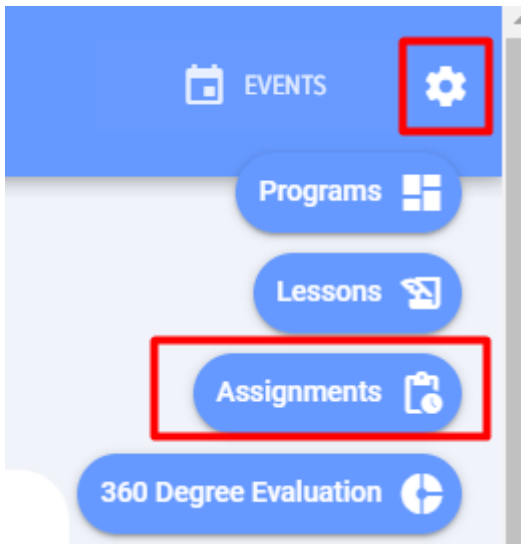 EVENTS
Programs
Lessons
Assignments
360 Degree Evaluation